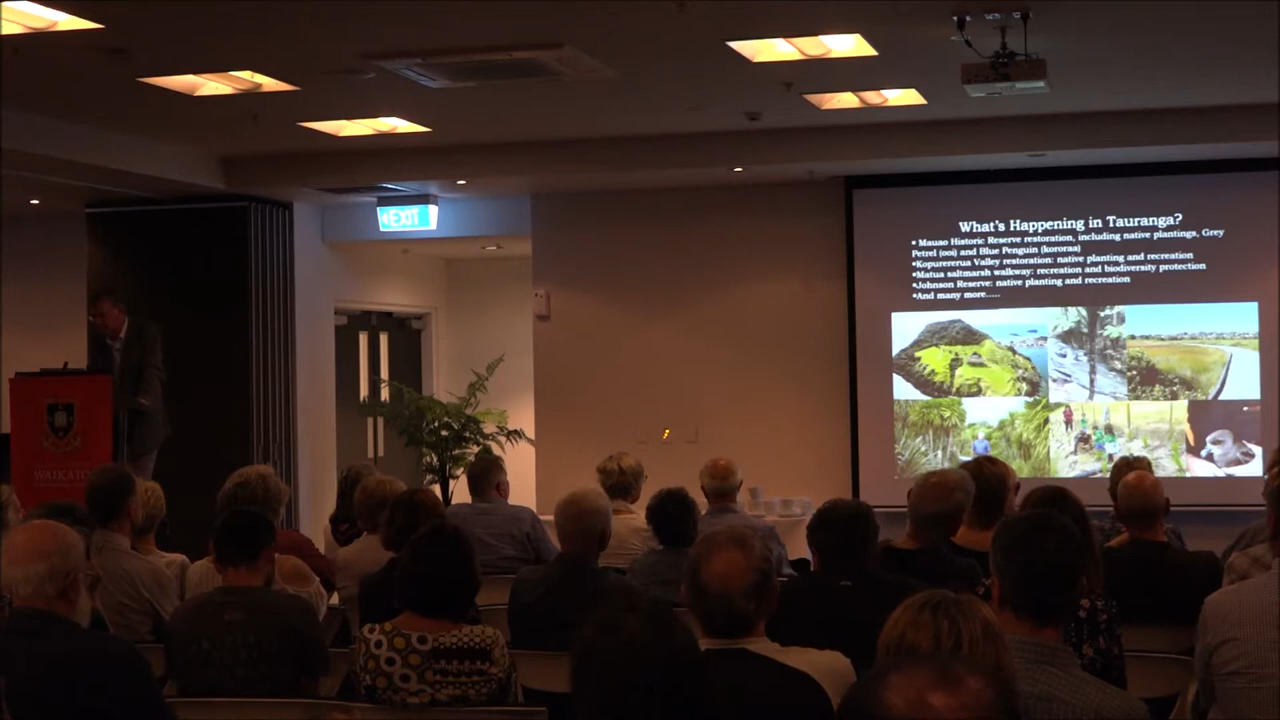 EXIT
What's Happening in Tauranga?
• Mauao Historic Reserve restoration, including native plantings, Grey
Petrel (ooi) and Blue Penguin (kororaa)
•Kopurererua Valley restoration: native planting and recreation
•Matua saltmarsh walkway: recreation and biodiversity protection
•Johnson Reserve: native planting and recreation
•And many more.....
WAIKATO